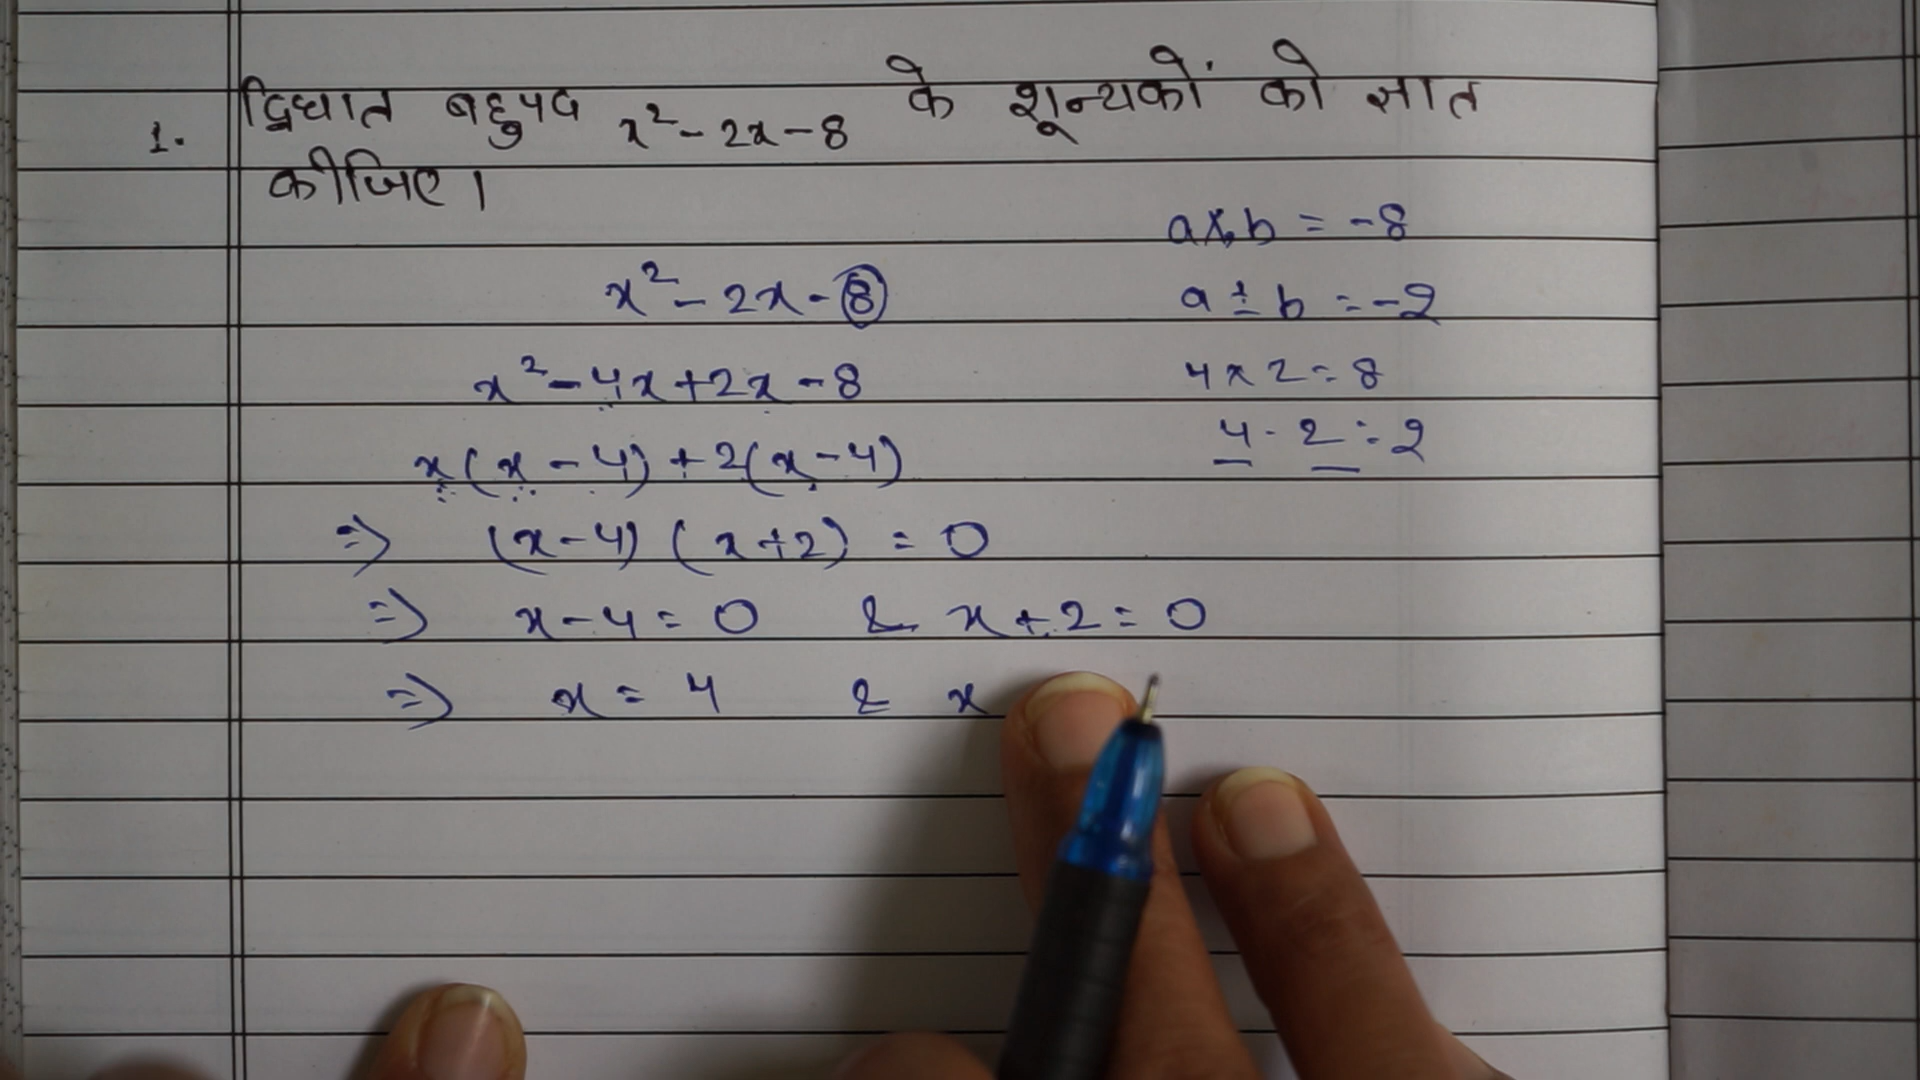 1. द्विघात बहुपद x² - 2x - 8 के शून्यकों को ज्ञात
कीजिए।
a x b = -8
x² - 2x - 8
a ± b = -2
x² - 4x + 2x - 8
4 x 2 = 8
x(x - 4) + 2(x - 4)
4 - 2 = 2
⇒ (x - 4) (x + 2) = 0
⇒ x - 4 = 0 & x + 2 = 0
⇒ x = 4 & x